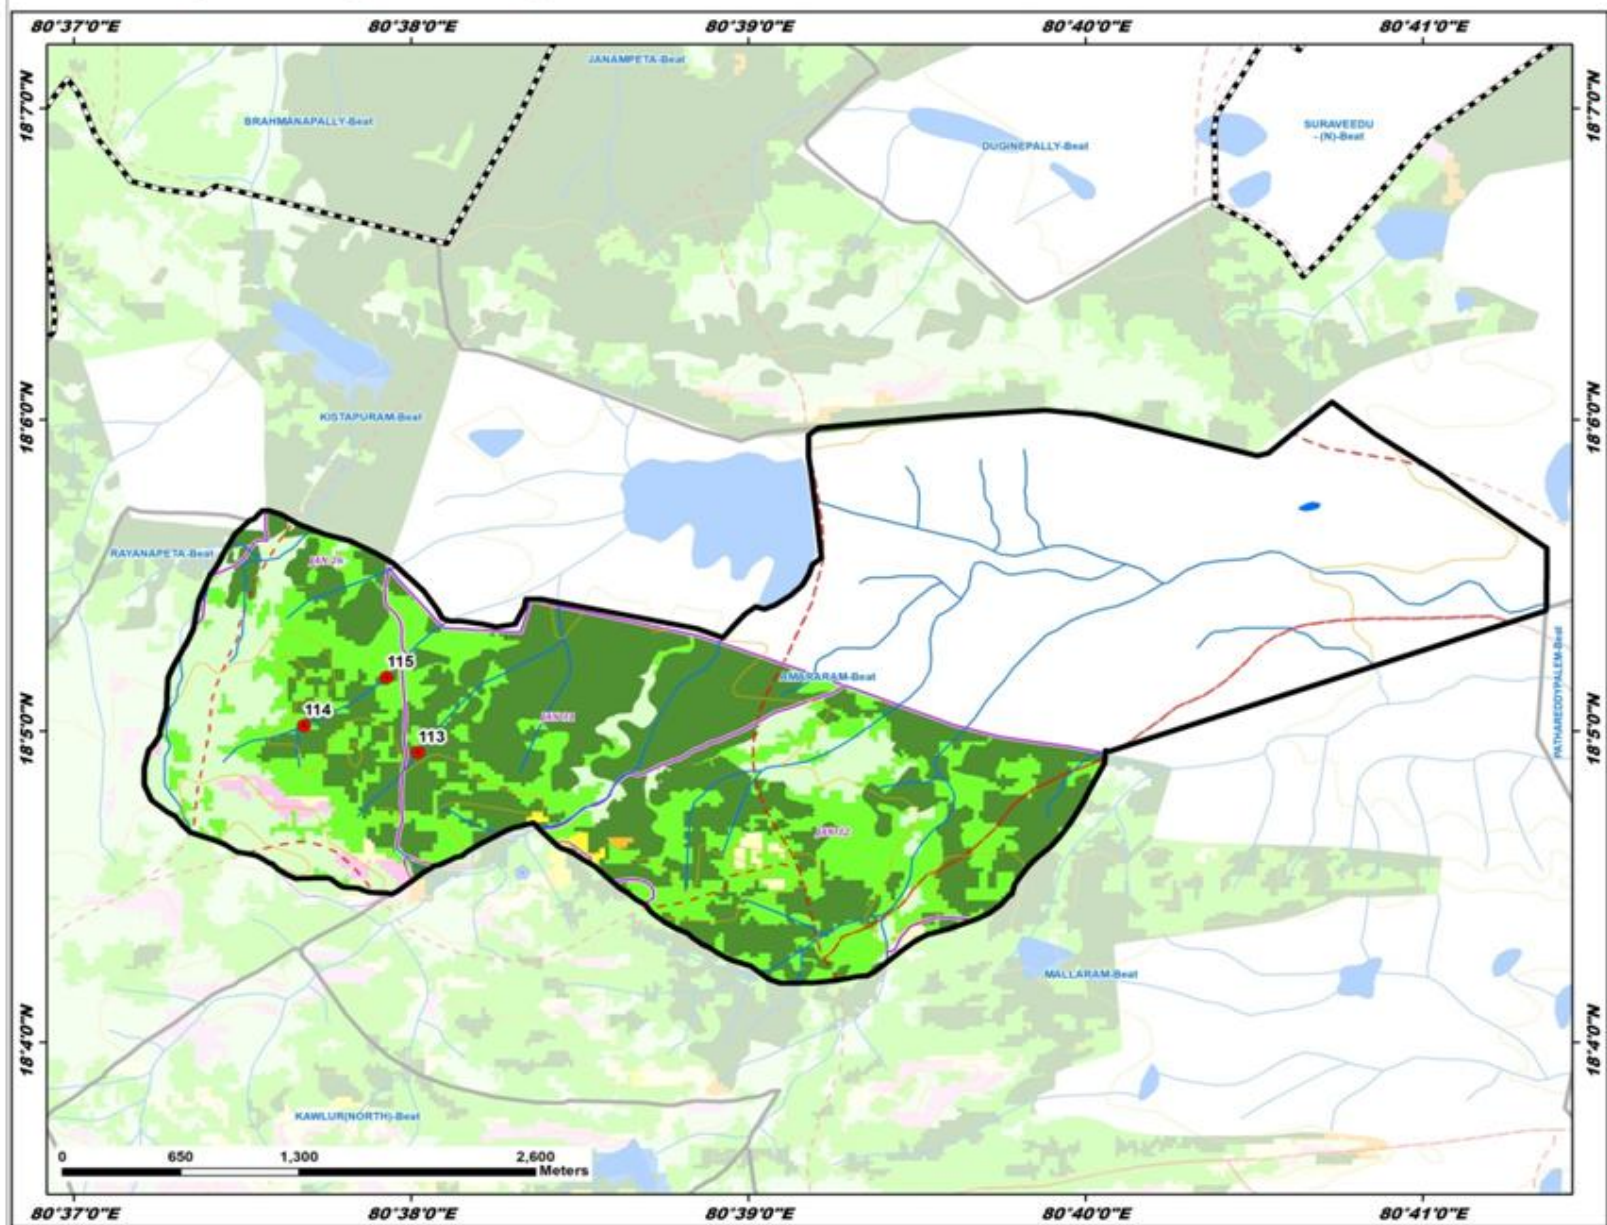 80°37'0"E 80°38'0"E 80°39'0"E 80°40'0"E 80°41'0"E
JANAMPETA-Beat
18°7'0"N
18°7'0"N
BRAHMANAPALLY-Beat
SURAVEEDU
-(N)-Beat
DUGINEPALLY-Beat
18°6'0"N
18°6'0"N
KISTAPURAM-Beat
RAYANAPETA-Beat
JAN 26
115
AMARARAM-Beat
PATHAREDDYPALEM-Beat
114
113
18°5'0"N
18°5'0"N
MALLARAM-Beat
18°4'0"N
18°4'0"N
KAWLUR(NORTH)-Beat
0 650 1,300 2,600
Meters
80°37'0"E 80°38'0"E 80°39'0"E 80°40'0"E 80°41'0"E